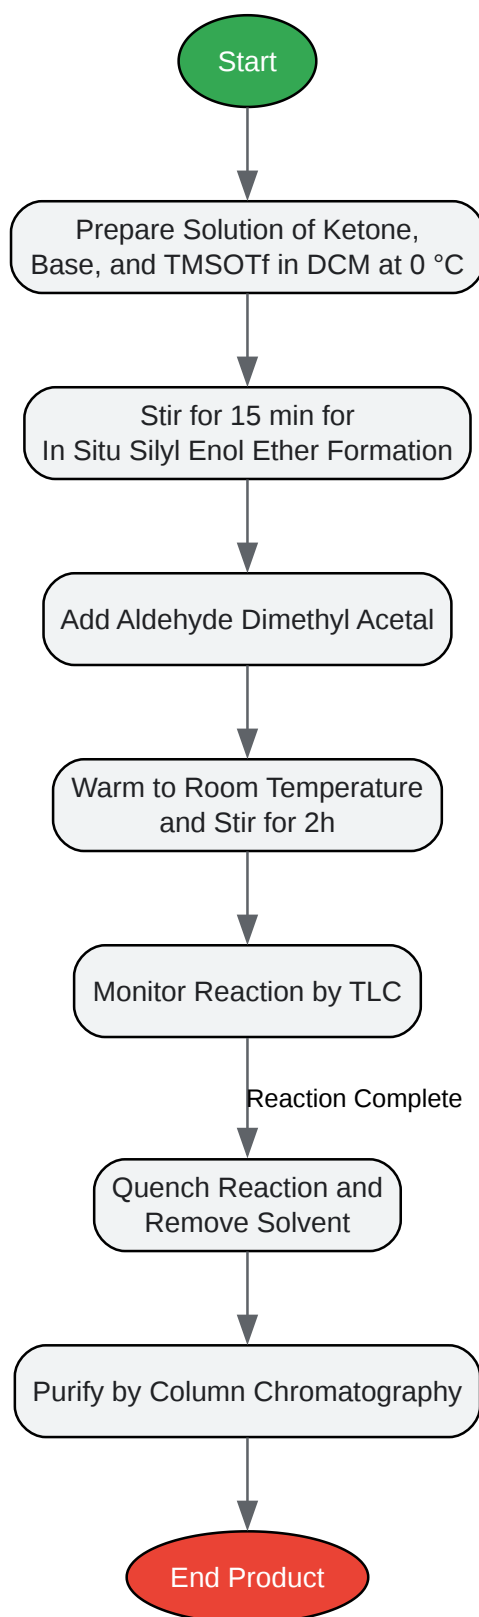 Start
Prepare Solution of Ketone,
Base, and TMSOTf in DCM at 0 °C
Stir for 15 min for
In Situ Silyl Enol Ether Formation
Add Aldehyde Dimethyl Acetal
Warm to Room Temperature
and Stir for 2h
Monitor Reaction by TLC
Reaction Complete
Quench Reaction and
Remove Solvent
Purify by Column Chromatography
End Product